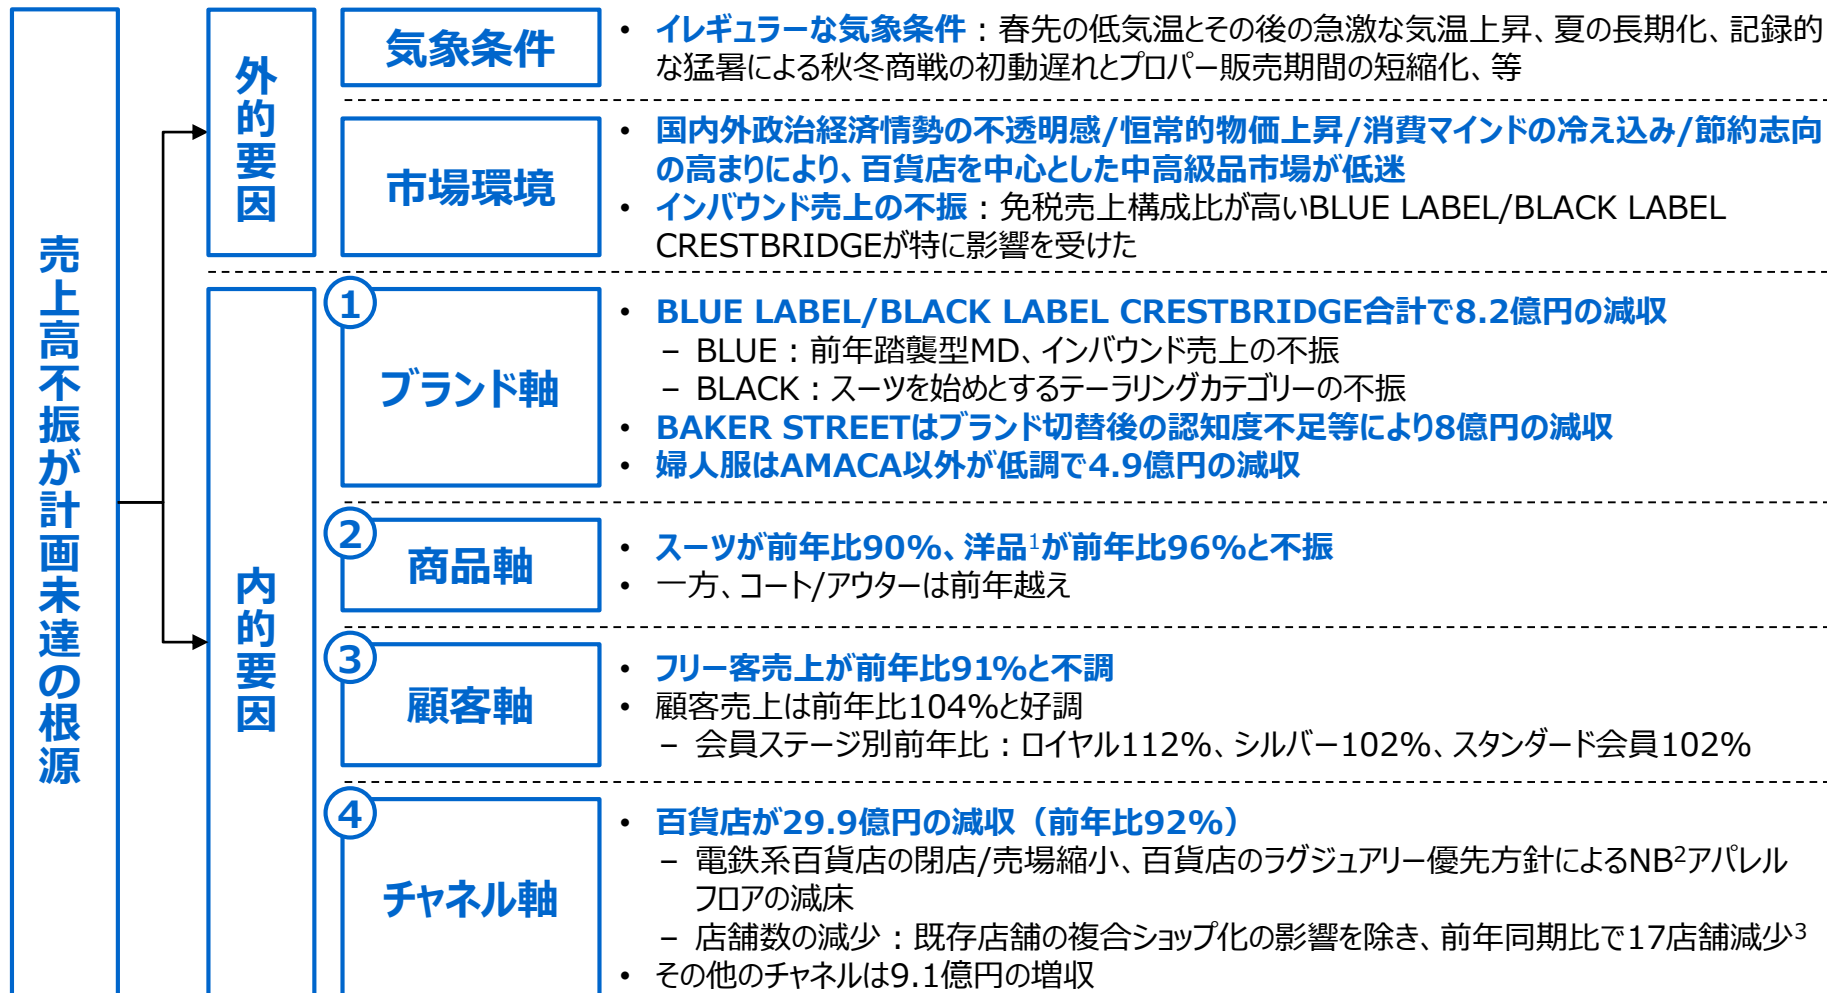 売上高不振が計画未達の根源
外的要因
気象条件
• イレギュラーな気象条件：春先の低気温とその後の急激な気温上昇、夏の長期化、記録的
な猛暑による秋冬商戦の初動遅れとプロパー販売期間の短縮化、等
市場環境
• 国内外政治経済情勢の不透明感/恒常的物価上昇/消費マインドの冷え込み/節約志向
の高まりにより、百貨店を中心とした中高級品市場が低迷
• インバウンド売上の不振：免税売上構成比が高いBLUE LABEL/BLACK LABEL
CRESTBRIDGEが特に影響を受けた
内的要因
①
ブランド軸
• BLUE LABEL/BLACK LABEL CRESTBRIDGE合計で8.2億円の減収
– BLUE：前年踏襲型MD、インバウンド売上の不振
– BLACK：スーツを始めとするテーラリングカテゴリーの不振
• BAKER STREETはブランド切替後の認知度不足等により8億円の減収
• 婦人服はAMACA以外が低調で4.9億円の減収
②
商品軸
• スーツが前年比90%、洋品1が前年比96%と不振
• 一方、コート/アウターは前年越え
③
顧客軸
• フリー客売上が前年比91%と不調
• 顧客売上は前年比104%と好調
– 会員ステージ別前年比：ロイヤル112%、シルバー102%、スタンダード会員102%
④
チャネル軸
• 百貨店が29.9億円の減収（前年比92%）
– 電鉄系百貨店の閉店/売場縮小、百貨店のラグジュアリー優先方針によるNB2アパレル
フロアの減床
– 店舗数の減少：既存店舗の複合ショップ化の影響を除き、前年同期比で17店舗減少3
• その他のチャネルは9.1億円の増収